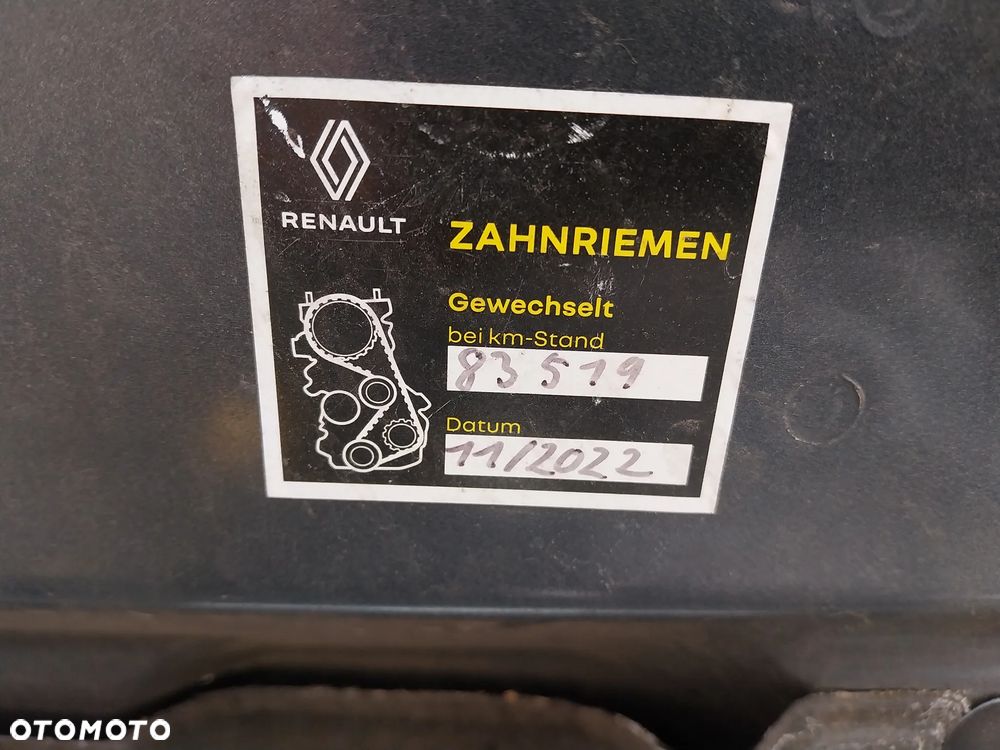 RENAULT
ZAHNRIEMEN
Gewechselt
bei km-Stand
83519
Datum
11/2022
OTOMOTO